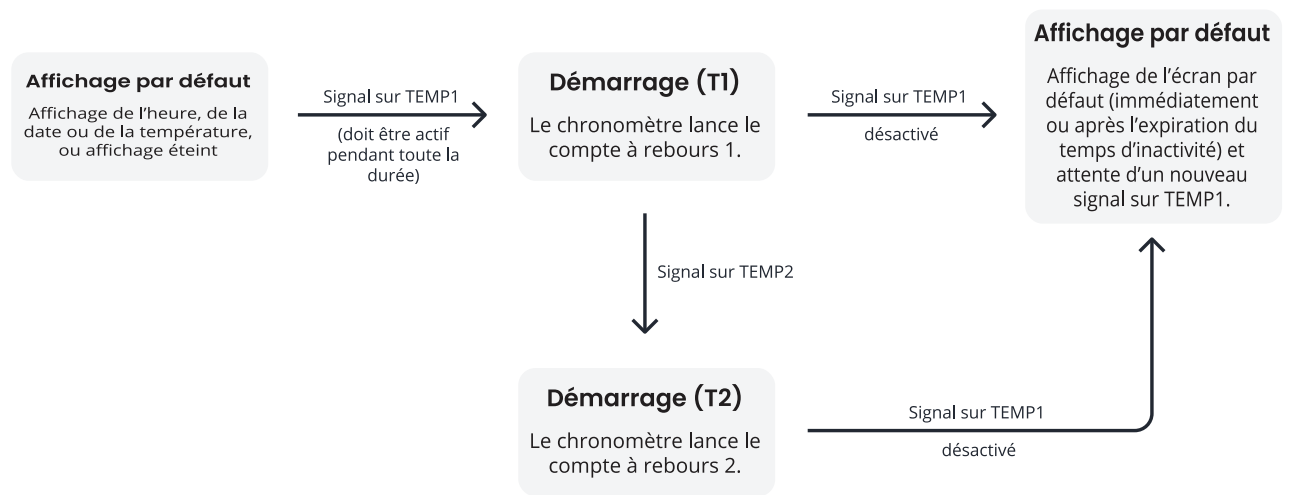 Affichage par défaut
Affichage de l’heure, de la
date ou de la température,
ou affichage éteint
Signal sur TEMP1
(doit être actif
pendant toute la
durée)
Démarrage (T1)
Le chronomètre lance le
compte à rebours 1.
Signal sur TEMP1
désactivé
Affichage par défaut
Affichage de l’écran par
défaut (immédiatement
ou après l’expiration du
temps d’inactivité) et
attente d’un nouveau
signal sur TEMP1.
Signal sur TEMP2
Démarrage (T2)
Le chronomètre lance le
compte à rebours 2.
Signal sur TEMP1
désactivé